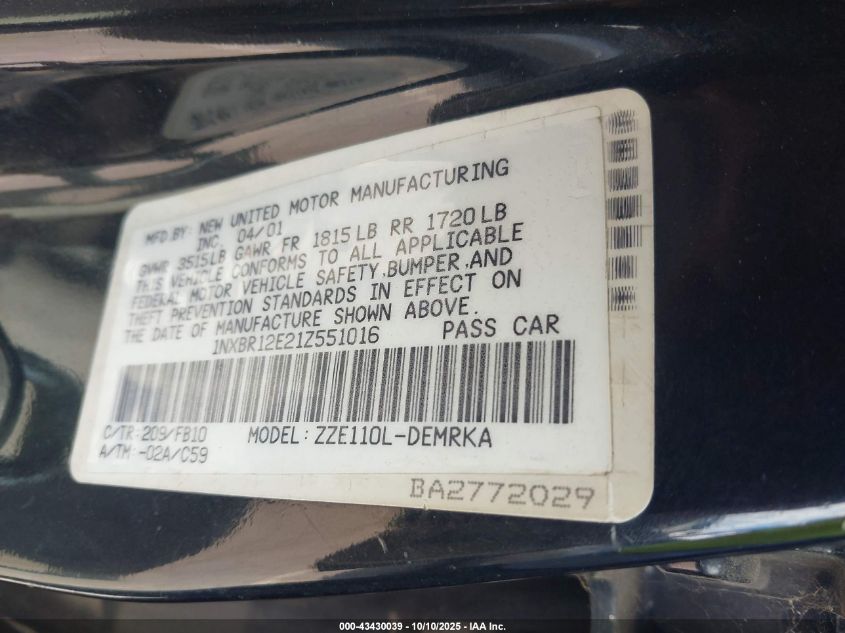 MFD.BY: NEW UNITED MOTOR MANUFACTURING
INC. 04/01
GVWR 3515LB GAWR FR 1815LB RR 1720LB
THIS VEHICLE CONFORMS TO ALL APPLICABLE
FEDERAL MOTOR VEHICLE SAFETY,BUMPER,AND
THEFT PREVENTION STANDARDS IN EFFECT ON
THE DATE OF MANUFACTURE SHOWN ABOVE.
1NXBR12E21Z551016 PASS CAR
C/TR:209/FB10 MODEL:ZZE110L-DEMRKA
A/TM:-02A/C59
BA2772029
000-43430039 - 10/10/2025 - IAA Inc.